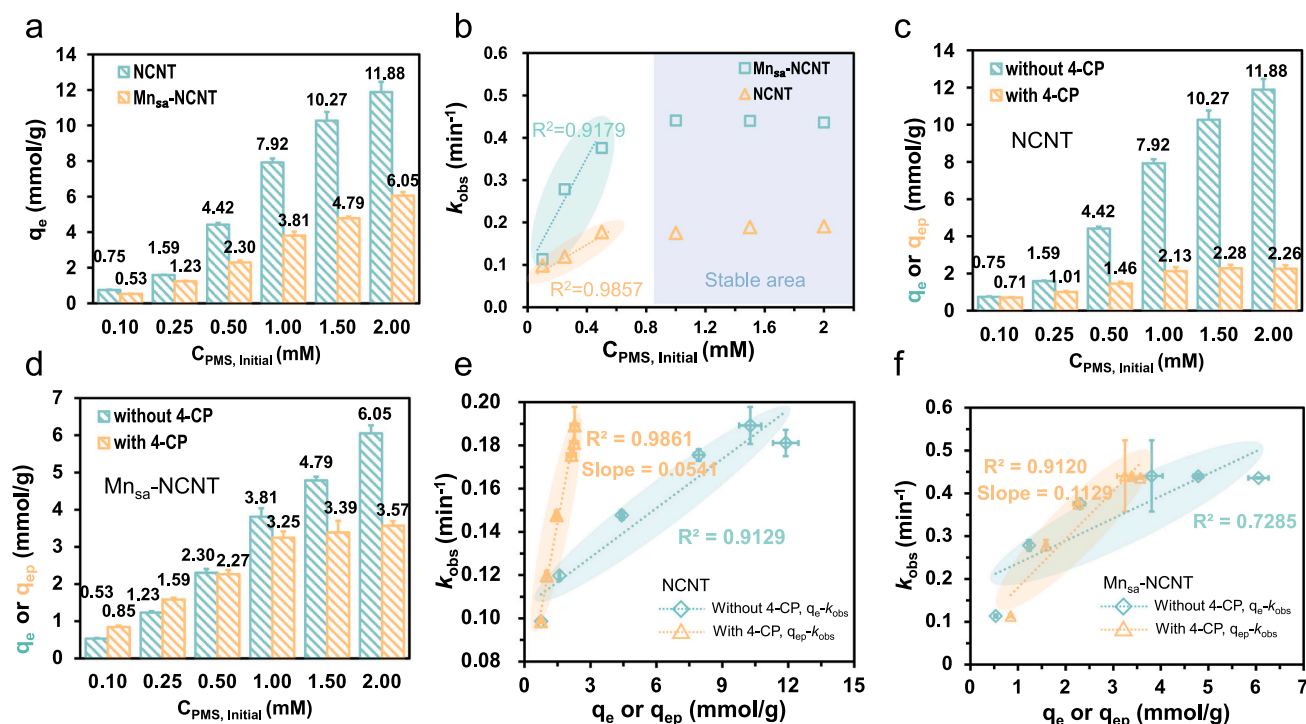 a
q_e (mmol/g)
14
12
10
8
6
4
2
0
NCNT
Mn_sa-NCNT
0.75
0.53
1.59
1.23
4.42
2.30
7.92
3.81
10.27
4.79
11.88
6.05
0.10 0.25 0.50 1.00 1.50 2.00
C_PMS, Initial (mM)
b
k_obs (min⁻¹)
0.6
0.5
0.4
0.3
0.2
0.1
0.0
Mn_sa-NCNT
NCNT
R²=0.9179
R²=0.9857
Stable area
0 0.4 0.8 1.2 1.6 2
C_PMS, Initial (mM)
c
q_e or q_ep (mmol/g)
14
12
10
8
6
4
2
0
without 4-CP
with 4-CP
NCNT
0.75
0.71
1.59
1.01
4.42
1.46
7.92
2.13
10.27
2.28
11.88
2.26
0.10 0.25 0.50 1.00 1.50 2.00
C_PMS, Initial (mM)
d
q_e or q_ep (mmol/g)
7
6
5
4
3
2
1
0
without 4-CP
with 4-CP
Mn_sa-NCNT
0.53
0.85
1.23
1.59
2.30
2.27
3.81
3.25
4.79
3.39
6.05
3.57
0.10 0.25 0.50 1.00 1.50 2.00
C_PMS, Initial (mM)
e
k_obs (min⁻¹)
0.20
0.18
0.16
0.14
0.12
0.10
0.08
R² = 0.9861
Slope = 0.0541
R² = 0.9129
NCNT
Without 4-CP, q_e-k_obs
With 4-CP, q_ep-k_obs
0 3 6 9 12 15
q_e or q_ep (mmol/g)
f
k_obs (min⁻¹)
0.6
0.5
0.4
0.3
0.2
0.1
0
R² = 0.9120
Slope = 0.1129
R² = 0.7285
Mn_sa-NCNT
Without 4-CP, q_e-k_obs
With 4-CP, q_ep-k_obs
0 1 2 3 4 5 6 7
q_e or q_ep (mmol/g)